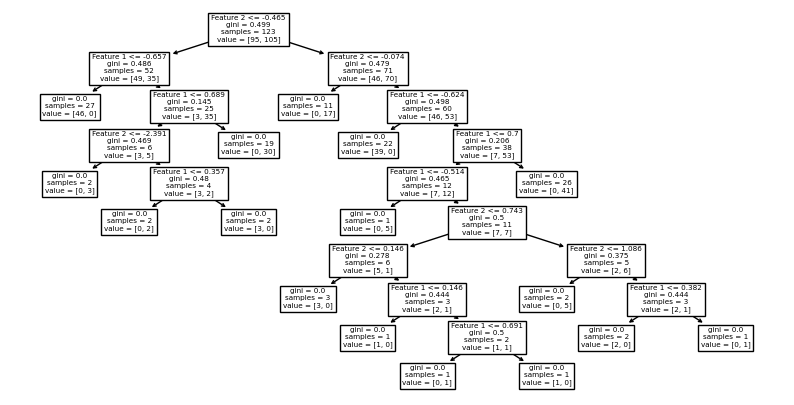 Feature 2 <= -0.465
gini = 0.499
samples = 123
value = [95, 105]
Feature 1 <= -0.657
gini = 0.486
samples = 52
value = [49, 35]
Feature 2 <= -0.074
gini = 0.479
samples = 71
value = [46, 70]
gini = 0.0
samples = 27
value = [46, 0]
Feature 1 <= 0.689
gini = 0.145
samples = 25
value = [3, 35]
gini = 0.0
samples = 11
value = [0, 17]
Feature 1 <= -0.624
gini = 0.498
samples = 60
value = [46, 53]
Feature 2 <= -2.391
gini = 0.469
samples = 6
value = [3, 5]
gini = 0.0
samples = 19
value = [0, 30]
gini = 0.0
samples = 22
value = [39, 0]
Feature 1 <= 0.7
gini = 0.206
samples = 38
value = [7, 53]
gini = 0.0
samples = 2
value = [0, 3]
Feature 1 <= 0.357
gini = 0.48
samples = 4
value = [3, 2]
Feature 1 <= -0.514
gini = 0.465
samples = 12
value = [7, 12]
gini = 0.0
samples = 26
value = [0, 41]
gini = 0.0
samples = 2
value = [0, 2]
gini = 0.0
samples = 2
value = [3, 0]
gini = 0.0
samples = 1
value = [0, 5]
Feature 2 <= 0.743
gini = 0.5
samples = 11
value = [7, 7]
Feature 2 <= 0.146
gini = 0.278
samples = 6
value = [5, 1]
Feature 2 <= 1.086
gini = 0.375
samples = 5
value = [2, 6]
gini = 0.0
samples = 3
value = [3, 0]
Feature 1 <= 0.146
gini = 0.444
samples = 3
value = [2, 1]
gini = 0.0
samples = 2
value = [0, 5]
Feature 1 <= 0.382
gini = 0.444
samples = 3
value = [2, 1]
gini = 0.0
samples = 1
value = [1, 0]
Feature 1 <= 0.691
gini = 0.5
samples = 2
value = [1, 1]
gini = 0.0
samples = 2
value = [2, 0]
gini = 0.0
samples = 1
value = [0, 1]
gini = 0.0
samples = 1
value = [0, 1]
gini = 0.0
samples = 1
value = [1, 0]